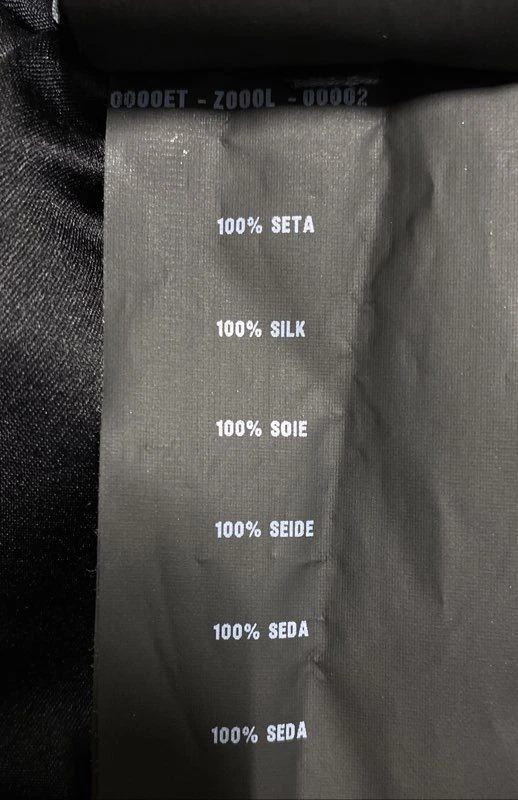 0000ET - Z000L - 00002
100% SETA
100% SILK
100% SOIE
100% SEIDE
100% SEDA
100% SEDA